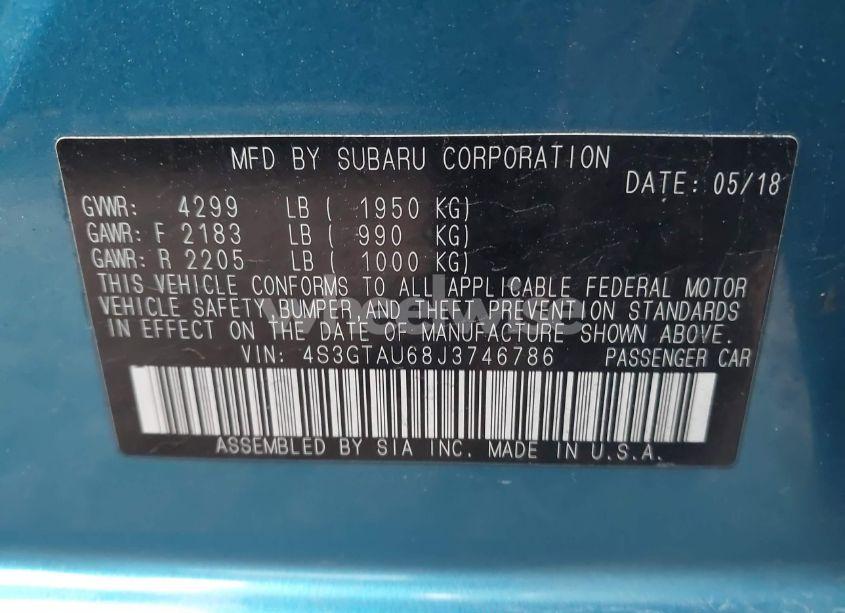 MFD BY SUBARU CORPORATION
DATE: 05/18
GVWR: 4299 LB ( 1950 KG)
GAWR: F 2183 LB ( 990 KG)
GAWR: R 2205 LB ( 1000 KG)
THIS VEHICLE CONFORMS TO ALL APPLICABLE FEDERAL MOTOR
VEHICLE SAFETY, BUMPER, AND THEFT PREVENTION STANDARDS
IN EFFECT ON THE DATE OF MANUFACTURE SHOWN ABOVE.
VIN: 4S3GTAU68J3746786 PASSENGER CAR
ASSEMBLED BY SIA INC. MADE IN U.S.A.
wheelwise